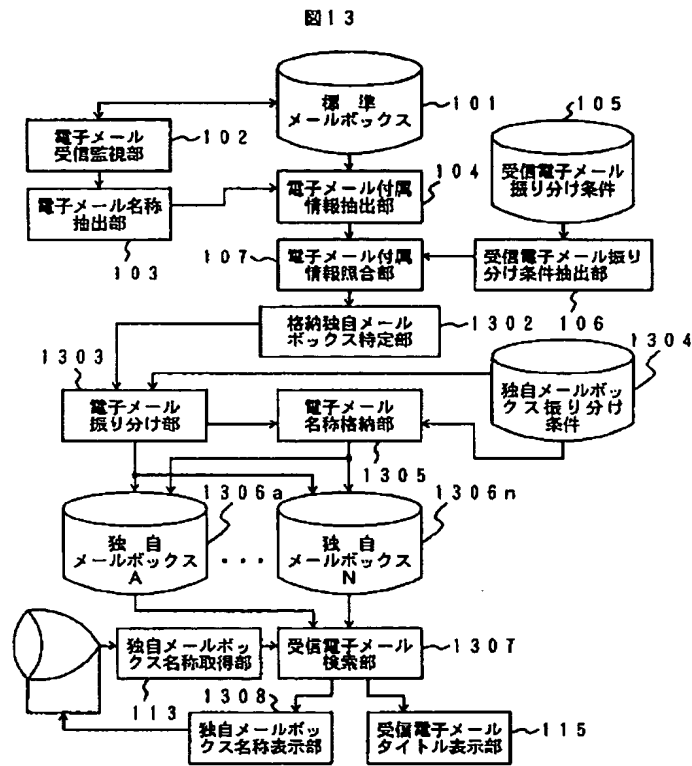 図13
標 準
メールボックス
101
105
電子メール
受信監視部
102
受信電子メール
振り分け条件
電子メール名称
抽出部
103
電子メール付属
情報抽出部
104
107
電子メール付属
情報照合部
受信電子メール振り
分け条件抽出部
106
格納独自メール
ボックス特定部
1302
1304
1303
電子メール
振り分け部
電子メール
名称格納部
1305
独自メールボッ
クス振り分け
条件
1306a
1306n
独 自
メールボックス
A
・・・
独 自
メールボックス
N
独自メールボッ
クス名称取得部
113
受信電子メール
検索部
1307
1308
独自メールボッ
クス名称表示部
受信電子メール
タイトル表示部
115